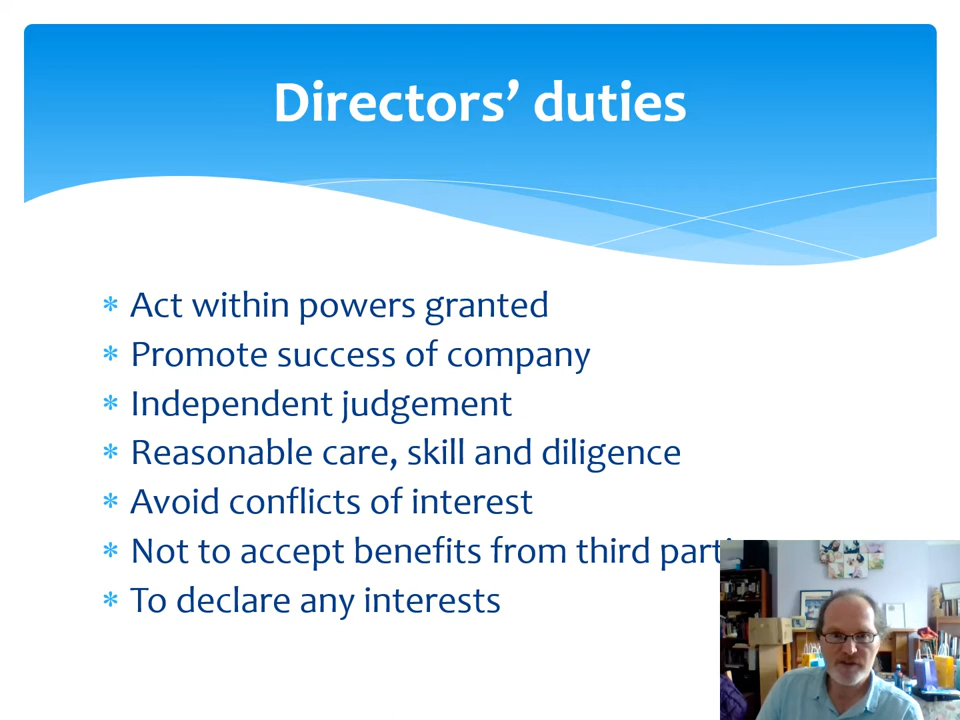 Directors’ duties
* Act within powers granted
* Promote success of company
* Independent judgement
* Reasonable care, skill and diligence
* Avoid conflicts of interest
* Not to accept benefits from third
* To declare any interests